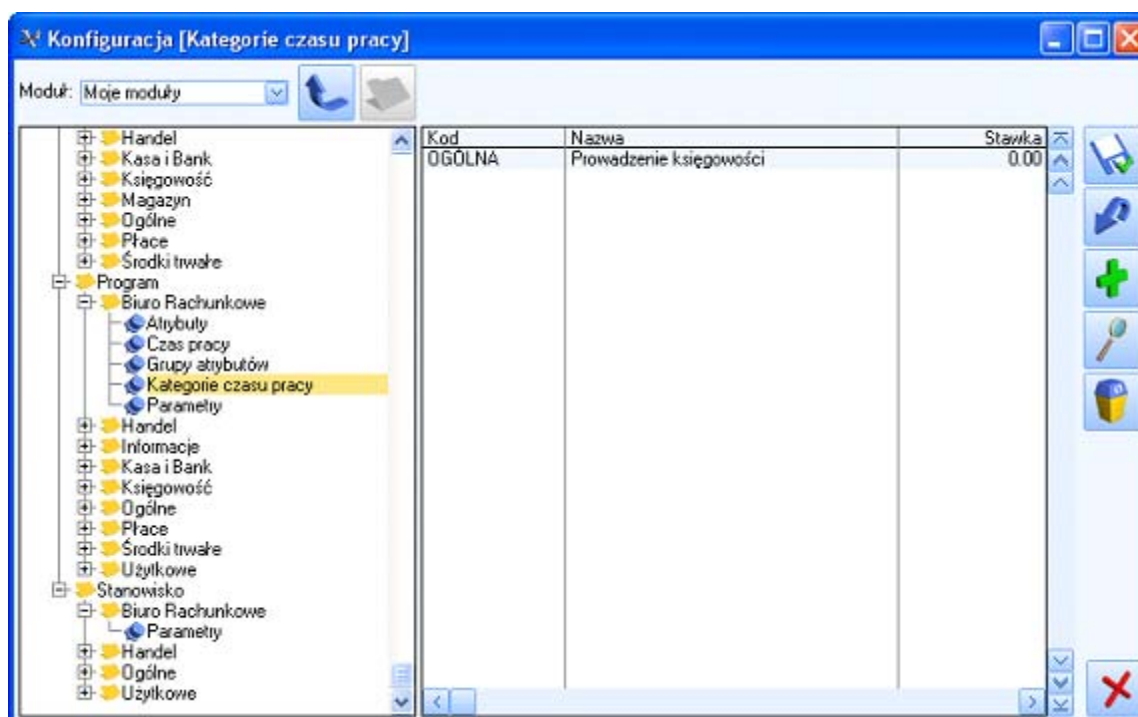 Konfiguracja [Kategorie czasu pracy]
Moduł: Moje moduły
Handel
Kasa i Bank
Księgowość
Magazyn
Ogólne
Płace
Środki trwałe
Program
Biuro Rachunkowe
Atrybuty
Czas pracy
Grupy atrybutów
Kategorie czasu pracy
Parametry
Handel
Informacje
Kasa i Bank
Księgowość
Ogólne
Płace
Środki trwałe
Użytkowe
Stanowisko
Biuro Rachunkowe
Parametry
Handel
Ogólne
Użytkowe
Kod Nazwa Stawka
OGÓLNA Prowadzenie księgowości 0.00